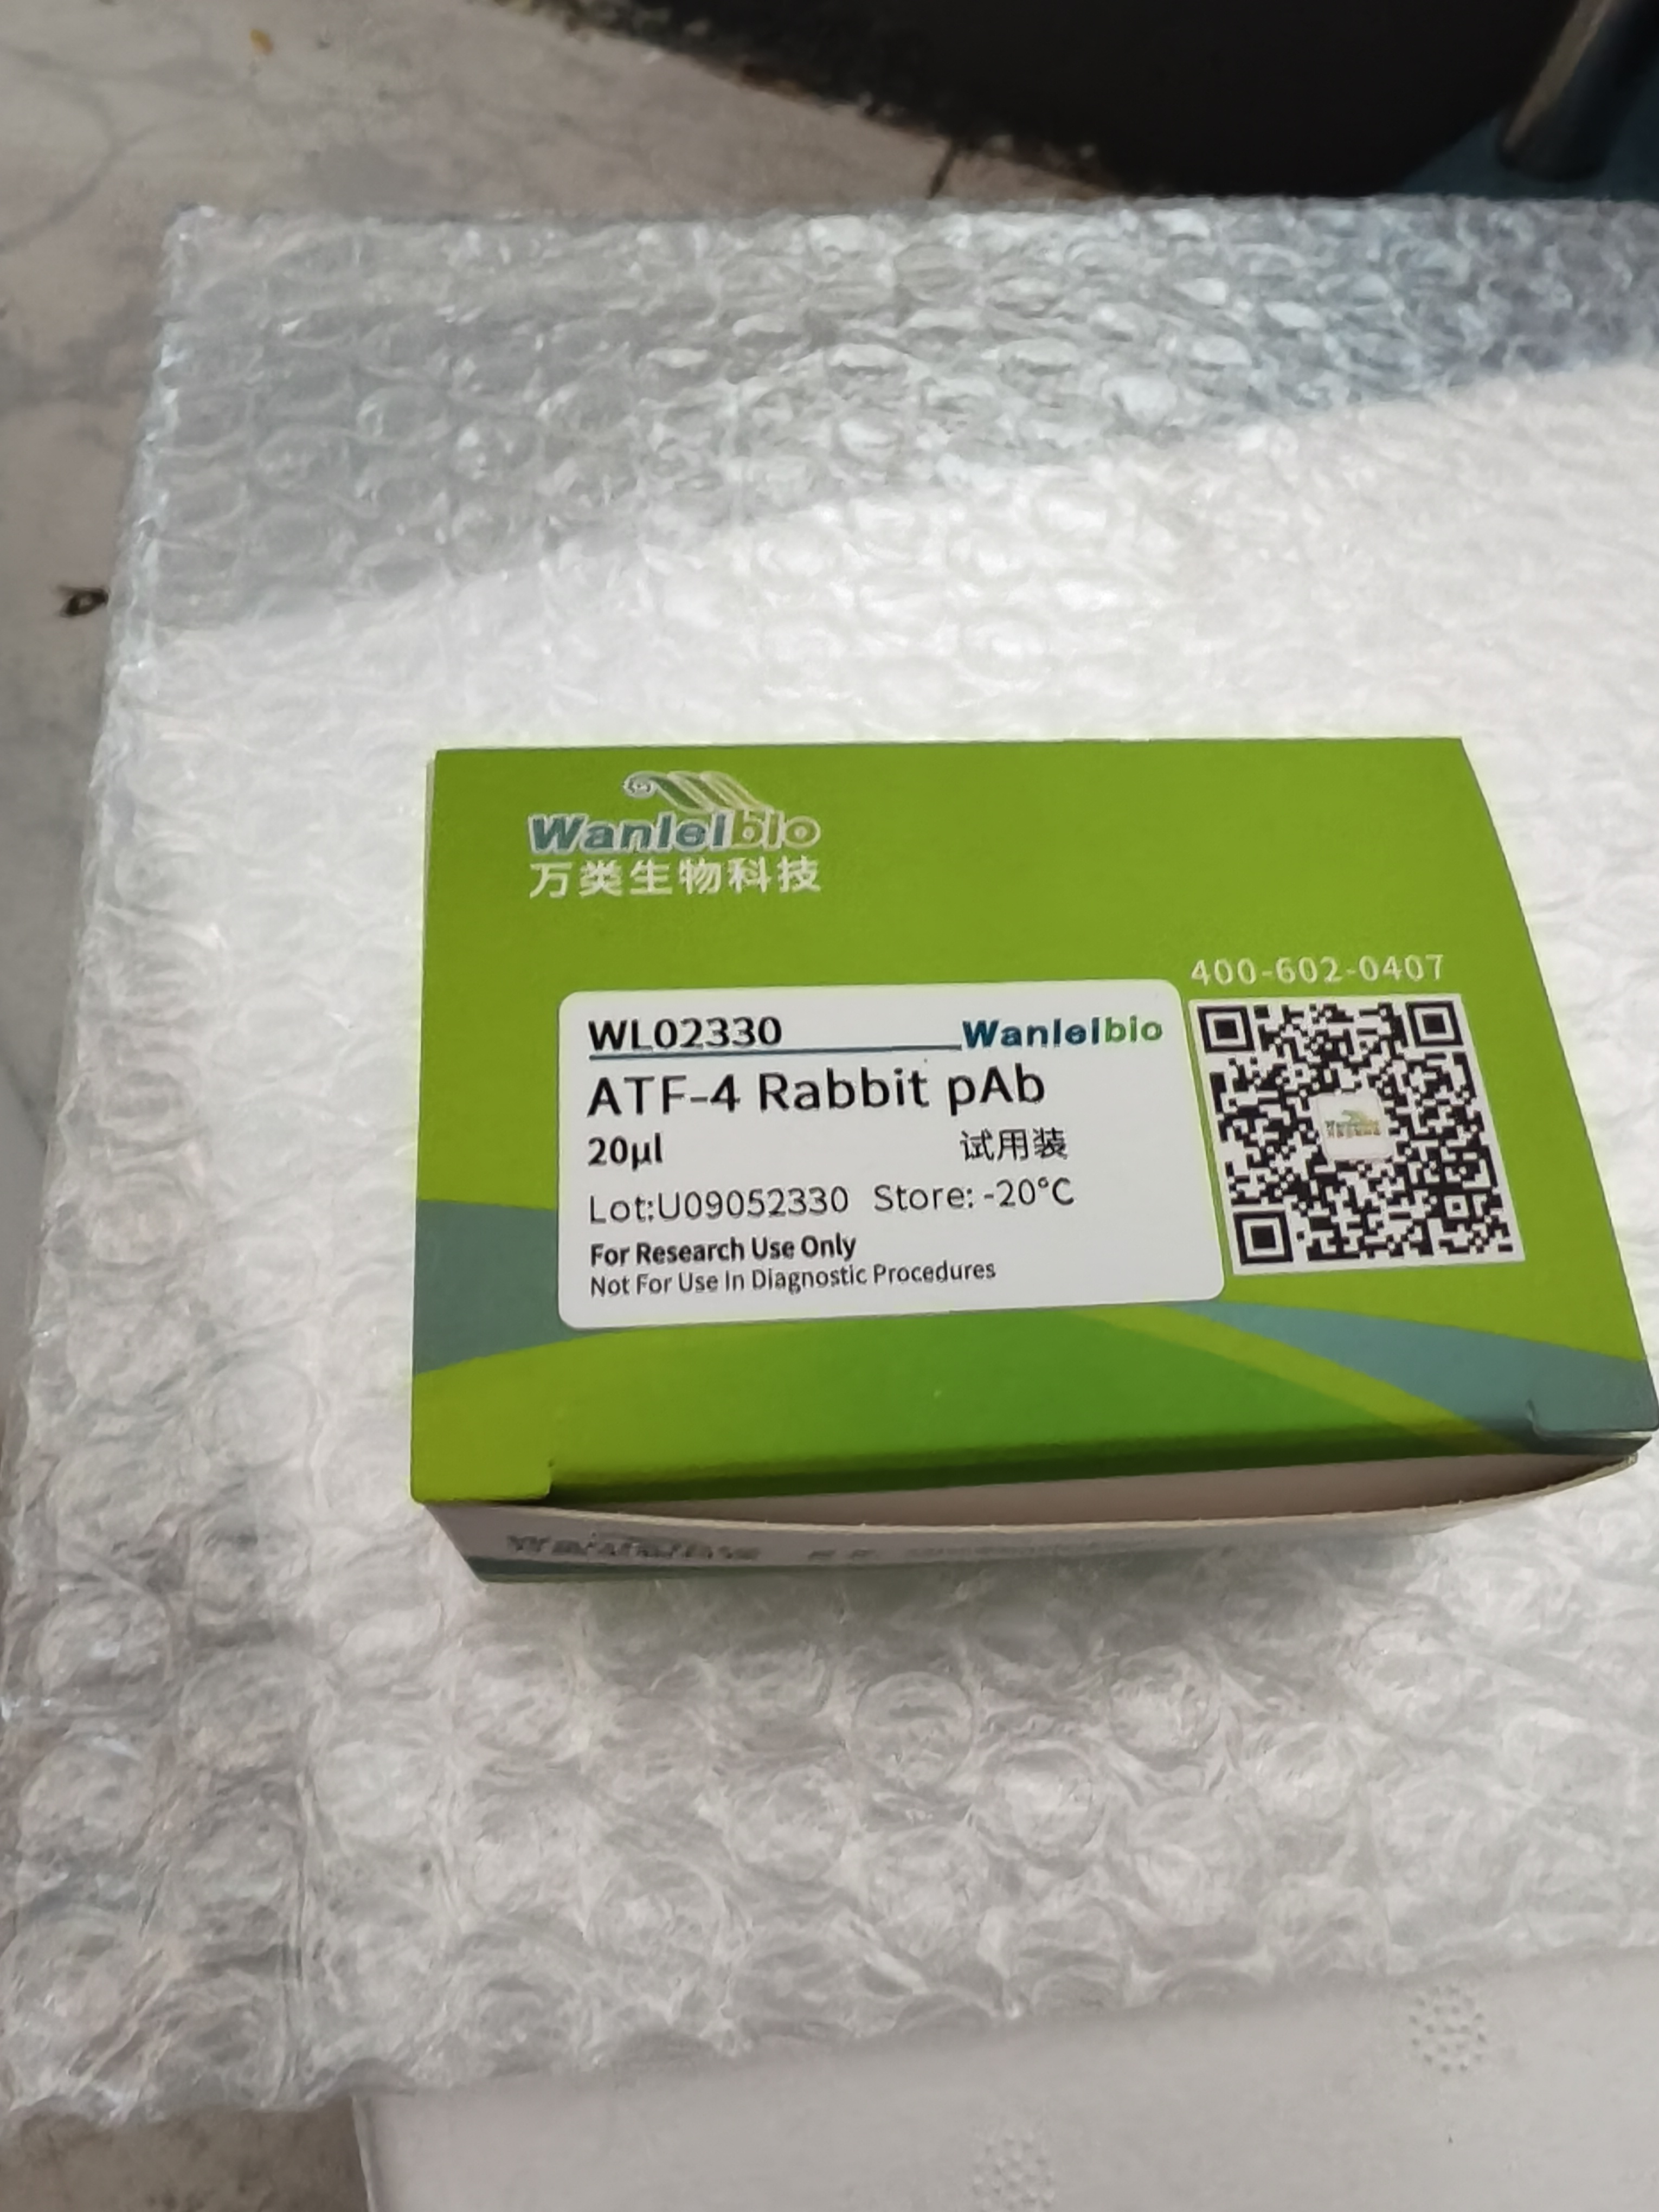 Wanleibio
万类生物科技
400-602-0407
WL02330 Wanleibio
ATF-4 Rabbit pAb
20μl 试用装
Lot:U09052330 Store: -20°C
For Research Use Only
Not For Use In Diagnostic Procedures